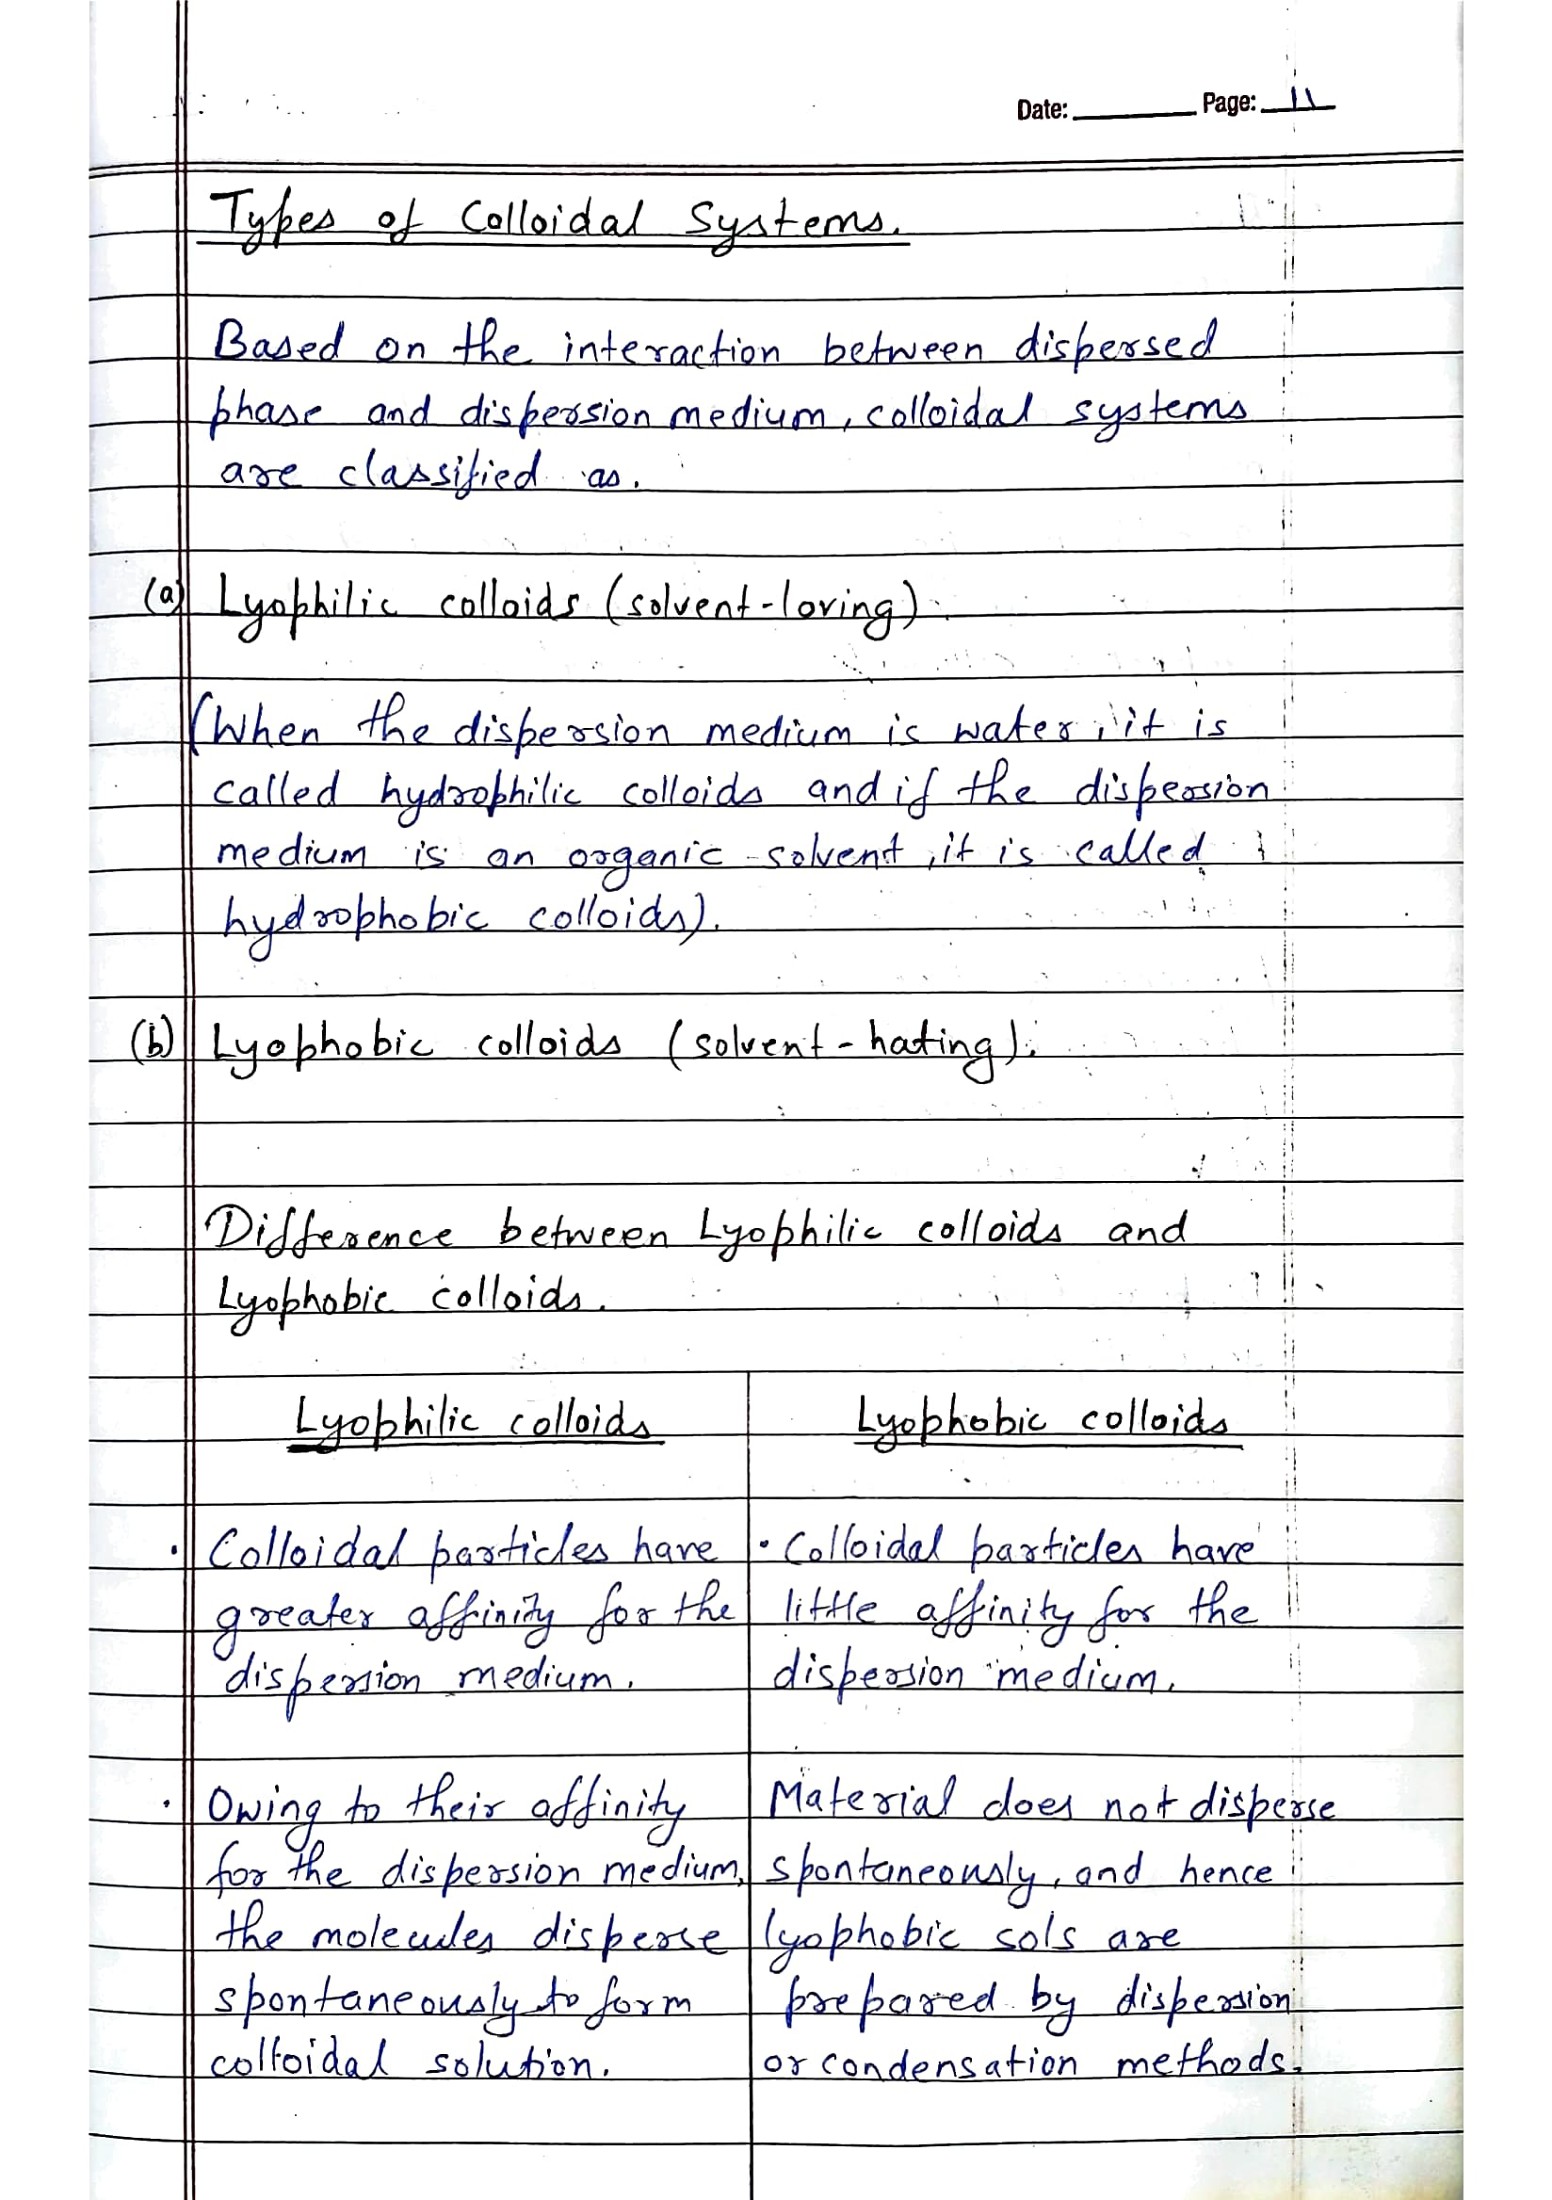 Date: Page: 11
Types of Colloidal Systems.
Based on the interaction between dispersed
phase and dispersion medium, colloidal systems
are classified as.
(a) Lyophilic colloids (solvent-loving).
(When the dispersion medium is water, it is
called hydrophilic colloids and if the dispersion
medium is an organic solvent, it is called
hydrophobic colloids).
(b) Lyophobic colloids (solvent-hating).
Difference between Lyophilic colloids and
Lyophobic colloids.
Lyophilic colloids
• Colloidal particles have
greater affinity for the
dispersion medium.
• Owing to their affinity
for the dispersion medium,
the molecules disperse
spontaneously to form
colloidal solution.
Lyophobic colloids
• Colloidal particles have
little affinity for the
dispersion medium.
Material does not disperse
spontaneously, and hence
lyophobic sols are
prepared by dispersion
or condensation methods.